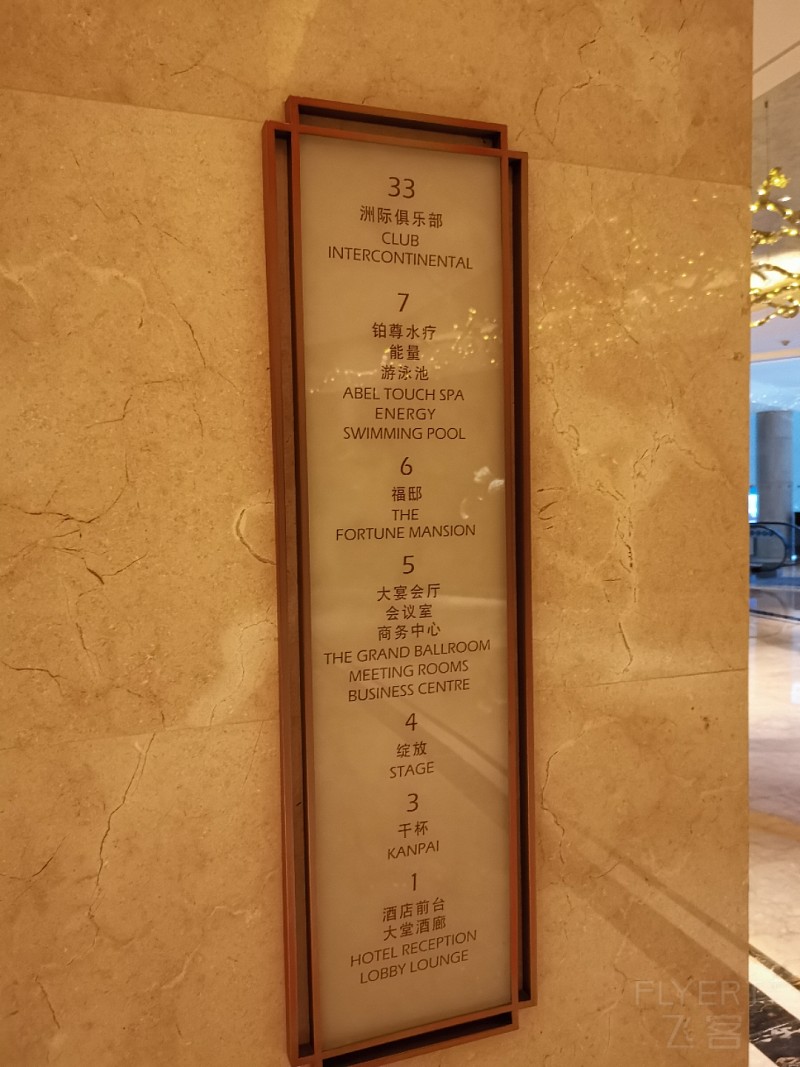 33
洲际俱乐部
CLUB
INTERCONTINENTAL
7
铂尊水疗
能量
游泳池
ABEL TOUCH SPA
ENERGY
SWIMMING POOL
6
福邸
THE
FORTUNE MANSION
5
大宴会厅
会议室
商务中心
THE GRAND BALLROOM
MEETING ROOMS
BUSINESS CENTRE
4
绽放
STAGE
3
干杯
KANPAI
1
酒店前台
大堂酒廊
HOTEL RECEPTION
LOBBY LOUNGE
FLYERT
飞客